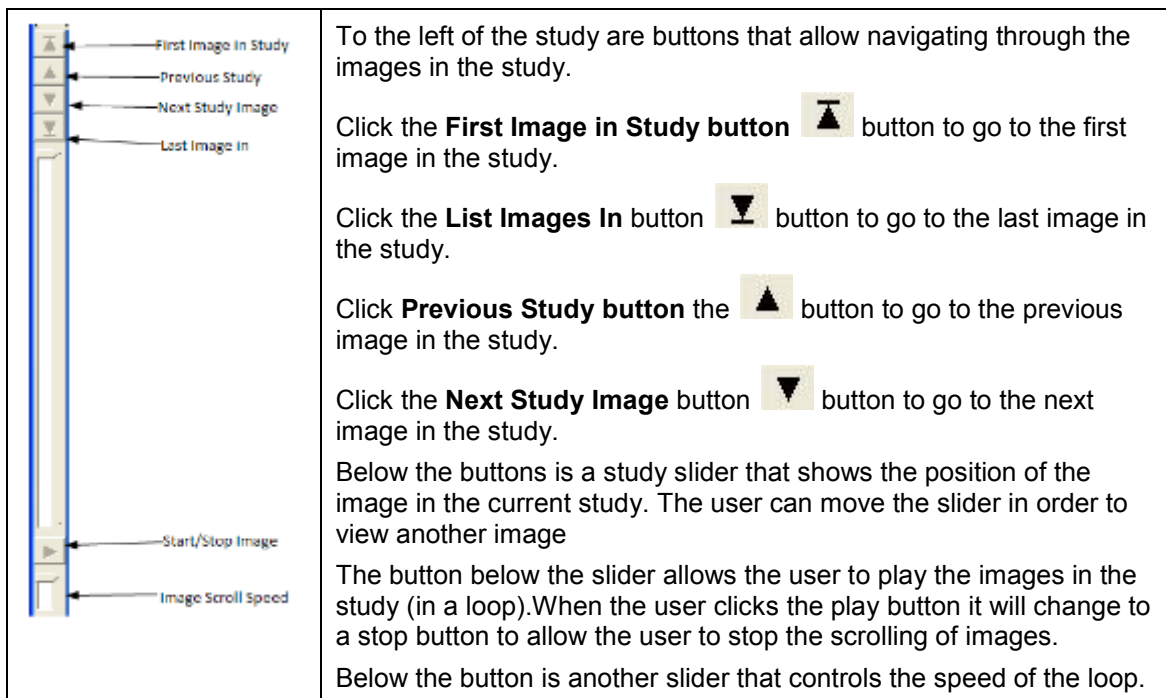 First Image in Study
Previous Study
Next Study Image
Last Image in
Start/Stop Image
Image Scroll Speed
To the left of the study are buttons that allow navigating through the
images in the study.
Click the First Image in Study button button to go to the first
image in the study.
Click the List Images In button button to go to the last image in
the study.
Click Previous Study button the button to go to the previous
image in the study.
Click the Next Study Image button button to go to the next
image in the study.
Below the buttons is a study slider that shows the position of the
image in the current study. The user can move the slider in order to
view another image
The button below the slider allows the user to play the images in the
study (in a loop).When the user clicks the play button it will change to
a stop button to allow the user to stop the scrolling of images.
Below the button is another slider that controls the speed of the loop.